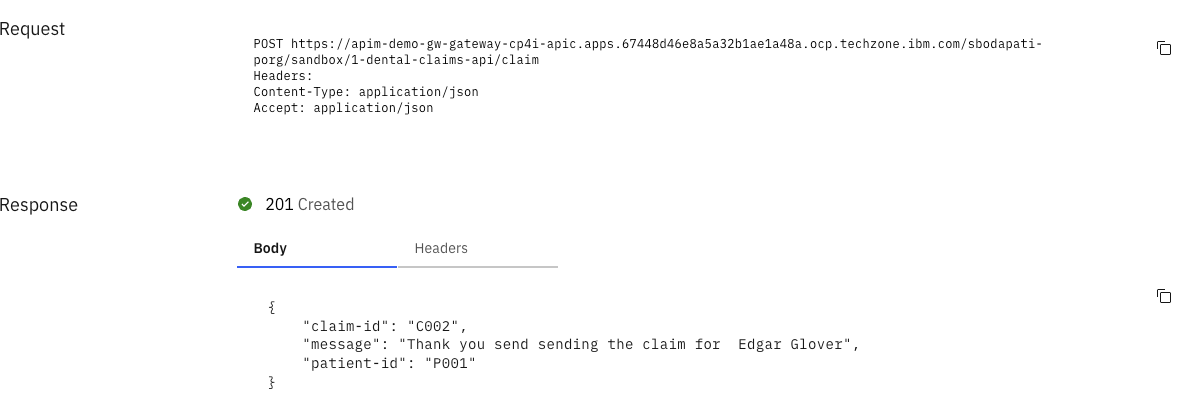 Request
POST https://apim-demo-gw-gateway-cp4i-apic.apps.67448d46e8a5a32b1ae1a48a.ocp.techzone.ibm.com/sbodapati-
porg/sandbox/1-dental-claims-api/claim
Headers:
Content-Type: application/json
Accept: application/json
Response
201 Created
Body
Headers
{
    "claim-id": "C002",
    "message": "Thank you send sending the claim for  Edgar Glover",
    "patient-id": "P001"
}